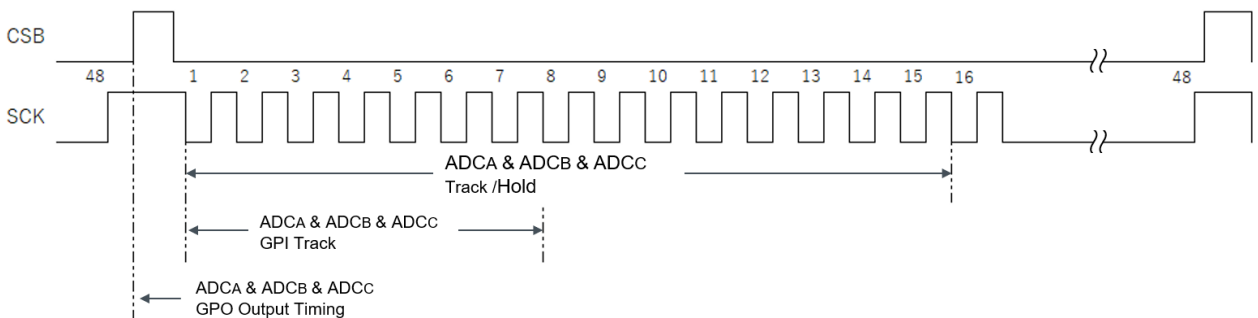 CSB
48 1 2 3 4 5 6 7 8 9 10 11 12 13 14 15 16 48
SCK
ADCA & ADCB & ADCC
Track /Hold
ADCA & ADCB & ADCC
GPI Track
ADCA & ADCB & ADCC
GPO Output Timing